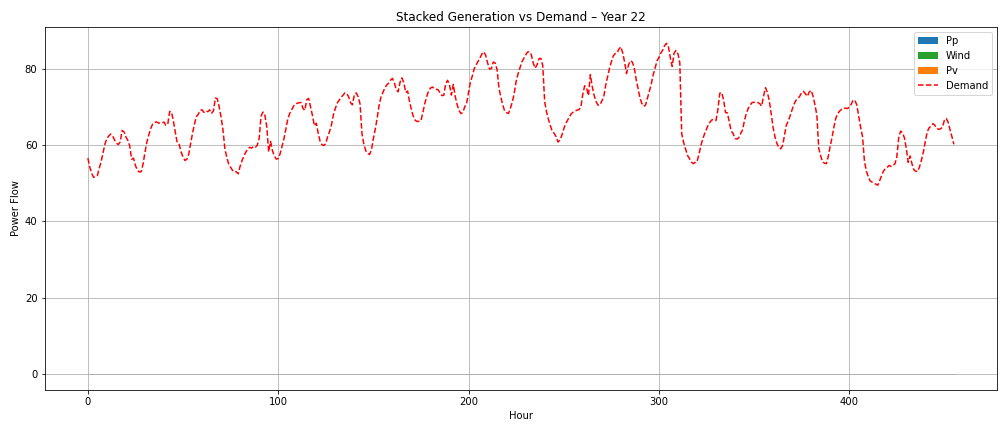 Stacked Generation vs Demand – Year 22
Power Flow
80
60
40
20
0
0
100
200
300
400
Hour
Pp
Wind
Pv
Demand